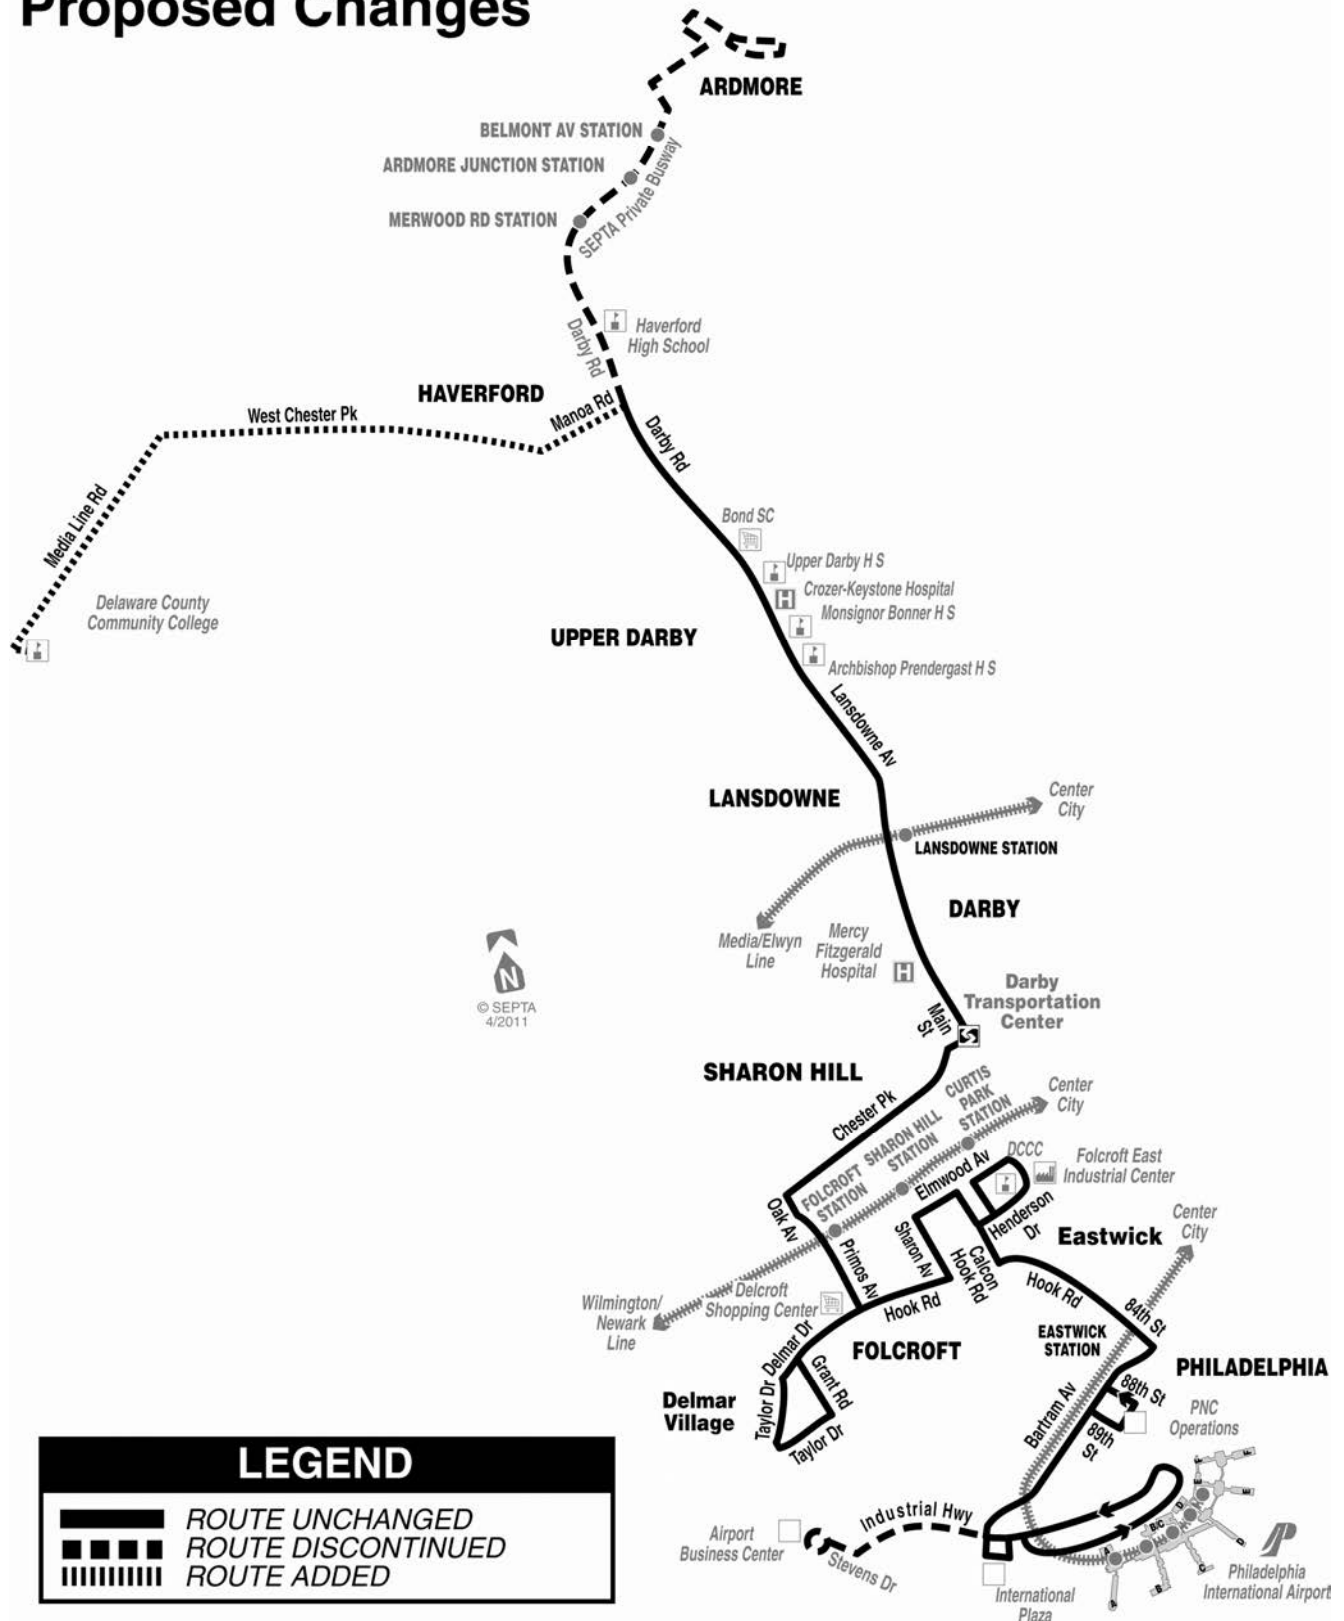 Proposed Changes
ARDMORE
BELMONT AV STATION
ARDMORE JUNCTION STATION
SEPTA Private Busway
MERWOOD RD STATION
Darby Rd
Haverford
High School
HAVERFORD
Manoa Rd
West Chester Pk
Darby Rd
Media Line Rd
Bond SC
Upper Darby H S
H
Crozer-Keystone Hospital
Monsignor Bonner H S
Delaware County
Community College
UPPER DARBY
Archbishop Prendergast H S
Lansdowne Av
LANSDOWNE
Center
City
LANSDOWNE STATION
DARBY
Media/Elwyn
Line
Mercy
Fitzgerald
Hospital
H
N
© SEPTA
4/2011
Darby
Transportation
Center
Main
St
SHARON HILL
Chester Pk
CURTIS
PARK
STATION
Center
City
SHARON HILL
STATION
FOLCROFT
STATION
Elmwood Av
DCCC
Folcroft East
Industrial Center
Oak Av
Primos Av
Sharon Av
Calcon
Hook Rd
Henderson
Dr
Eastwick
Center
City
Hook Rd
Hook Rd
84th St
Delcroft
Shopping Center
Wilmington/
Newark
Line
Delmar Dr
FOLCROFT
EASTWICK
STATION
PHILADELPHIA
Grant Rd
Taylor Dr
Taylor Dr
Delmar
Village
88th St
89th
St
PNC
Operations
Bartram Av
Industrial Hwy
Airport
Business Center
Stevens Dr
International
Plaza
A
B/C
D
A
B
C
D
E
F
Philadelphia
International Airport
LEGEND
ROUTE UNCHANGED
ROUTE DISCONTINUED
ROUTE ADDED